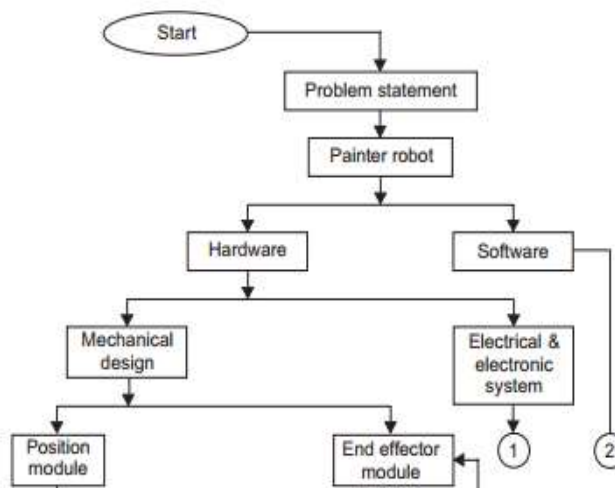 Start
Problem statement
Painter robot
Hardware
Software
Mechanical
design
Electrical &
electronic
system
Position
module
End effector
module
1
2